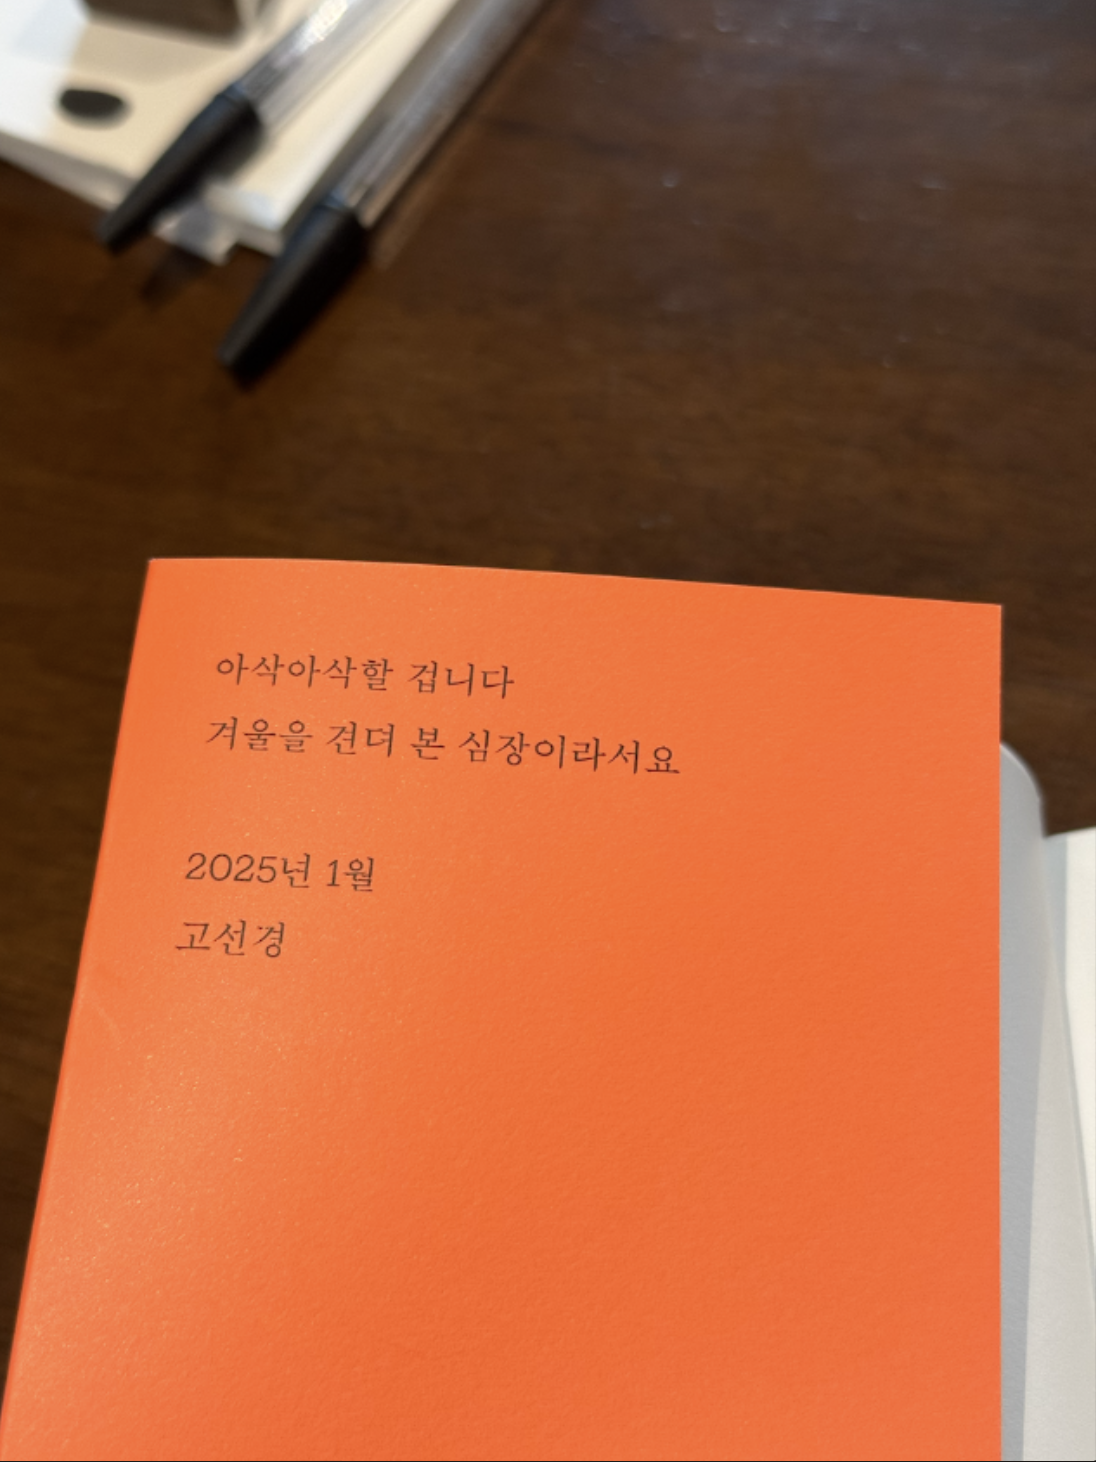 아삭아삭할 겁니다
겨울을 견뎌 본 심장이라서요
2025년 1월
고선경